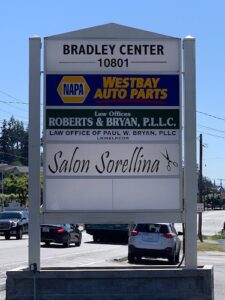 BRADLEY CENTER
10801
NAPA WESTBAY
AUTO PARTS
Law Offices
ROBERTS & BRYAN, P.L.L.C.
LAW OFFICE OF PAUL W. BRYAN, PLLC
Salon Sorellina